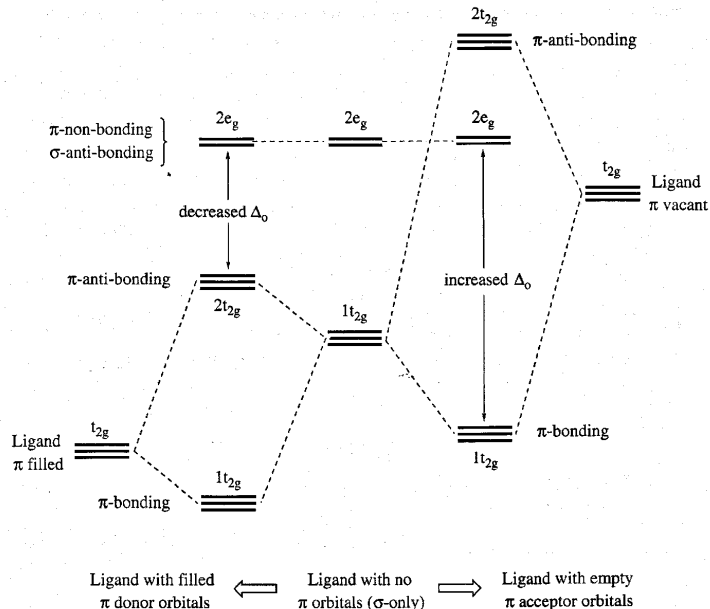 2t₂g
π-anti-bonding
π-non-bonding
σ-anti-bonding
2eg
2eg
2eg
t₂g
Ligand
π vacant
decreased Δₒ
π-anti-bonding
2t₂g
1t₂g
increased Δₒ
t₂g
Ligand
π filled
π-bonding
1t₂g
π-bonding
1t₂g
Ligand with filled
π donor orbitals
Ligand with no
π orbitals (σ-only)
Ligand with empty
π acceptor orbitals